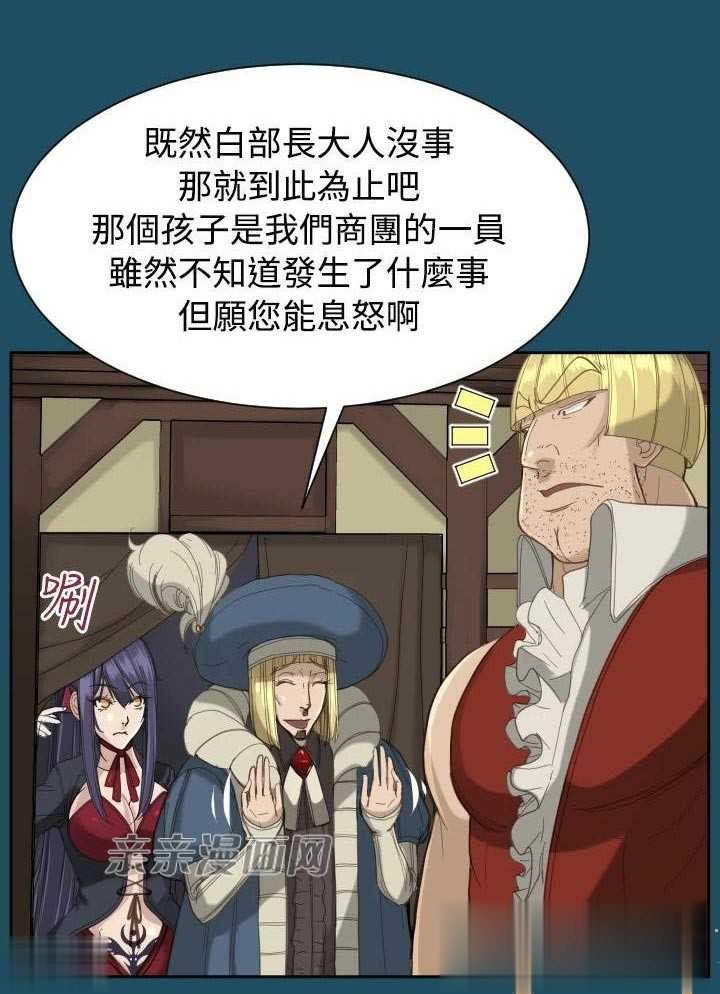 既然白部長大人沒事
那就到此為止吧
那個孩子是我們商團的一員
雖然不知道發生了什麼事
但願您能息怒啊
唰
亲亲漫画网